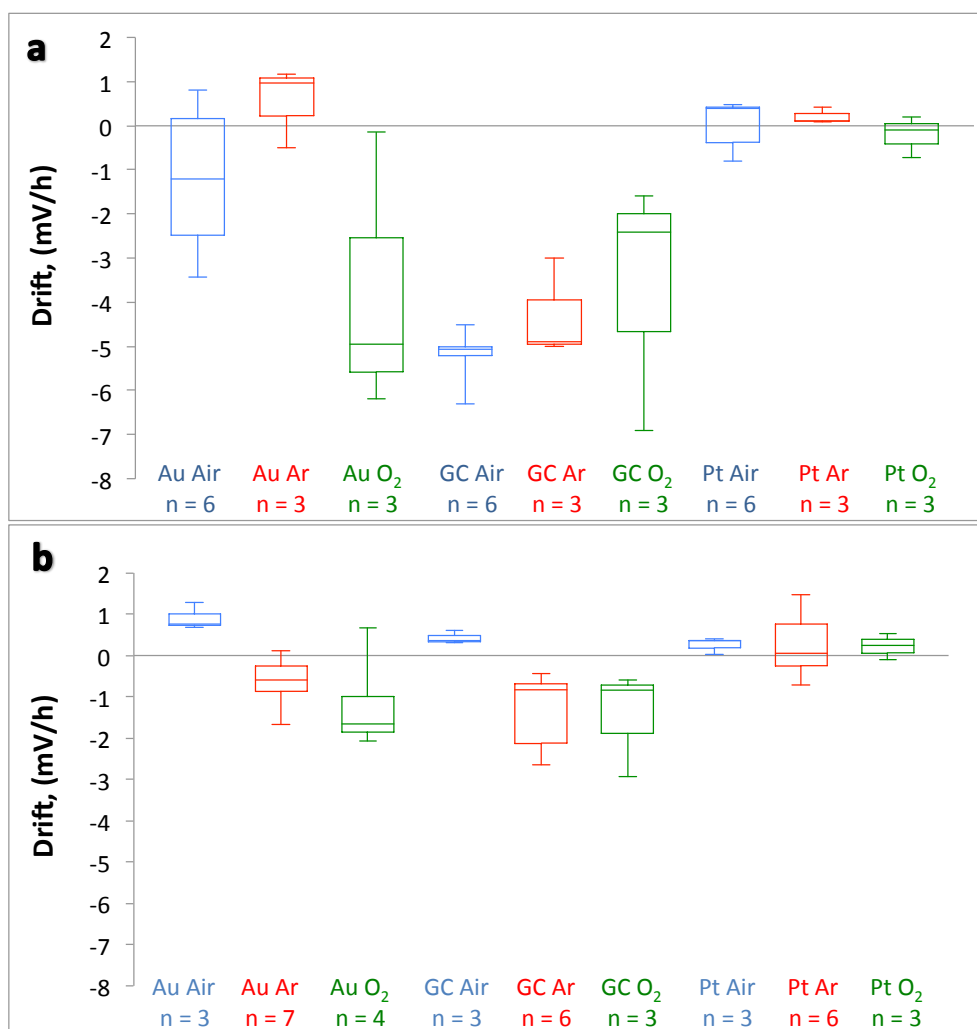 a
Drift, (mV/h)
2
1
0
-1
-2
-3
-4
-5
-6
-7
-8
Au Air Au Ar Au O₂ GC Air GC Ar GC O₂ Pt Air Pt Ar Pt O₂
n = 6 n = 3 n = 3 n = 6 n = 3 n = 3 n = 6 n = 3 n = 3
b
Drift, (mV/h)
2
1
0
-1
-2
-3
-4
-5
-6
-7
-8
Au Air Au Ar Au O₂ GC Air GC Ar GC O₂ Pt Air Pt Ar Pt O₂
n = 3 n = 7 n = 4 n = 3 n = 6 n = 3 n = 3 n = 6 n = 3